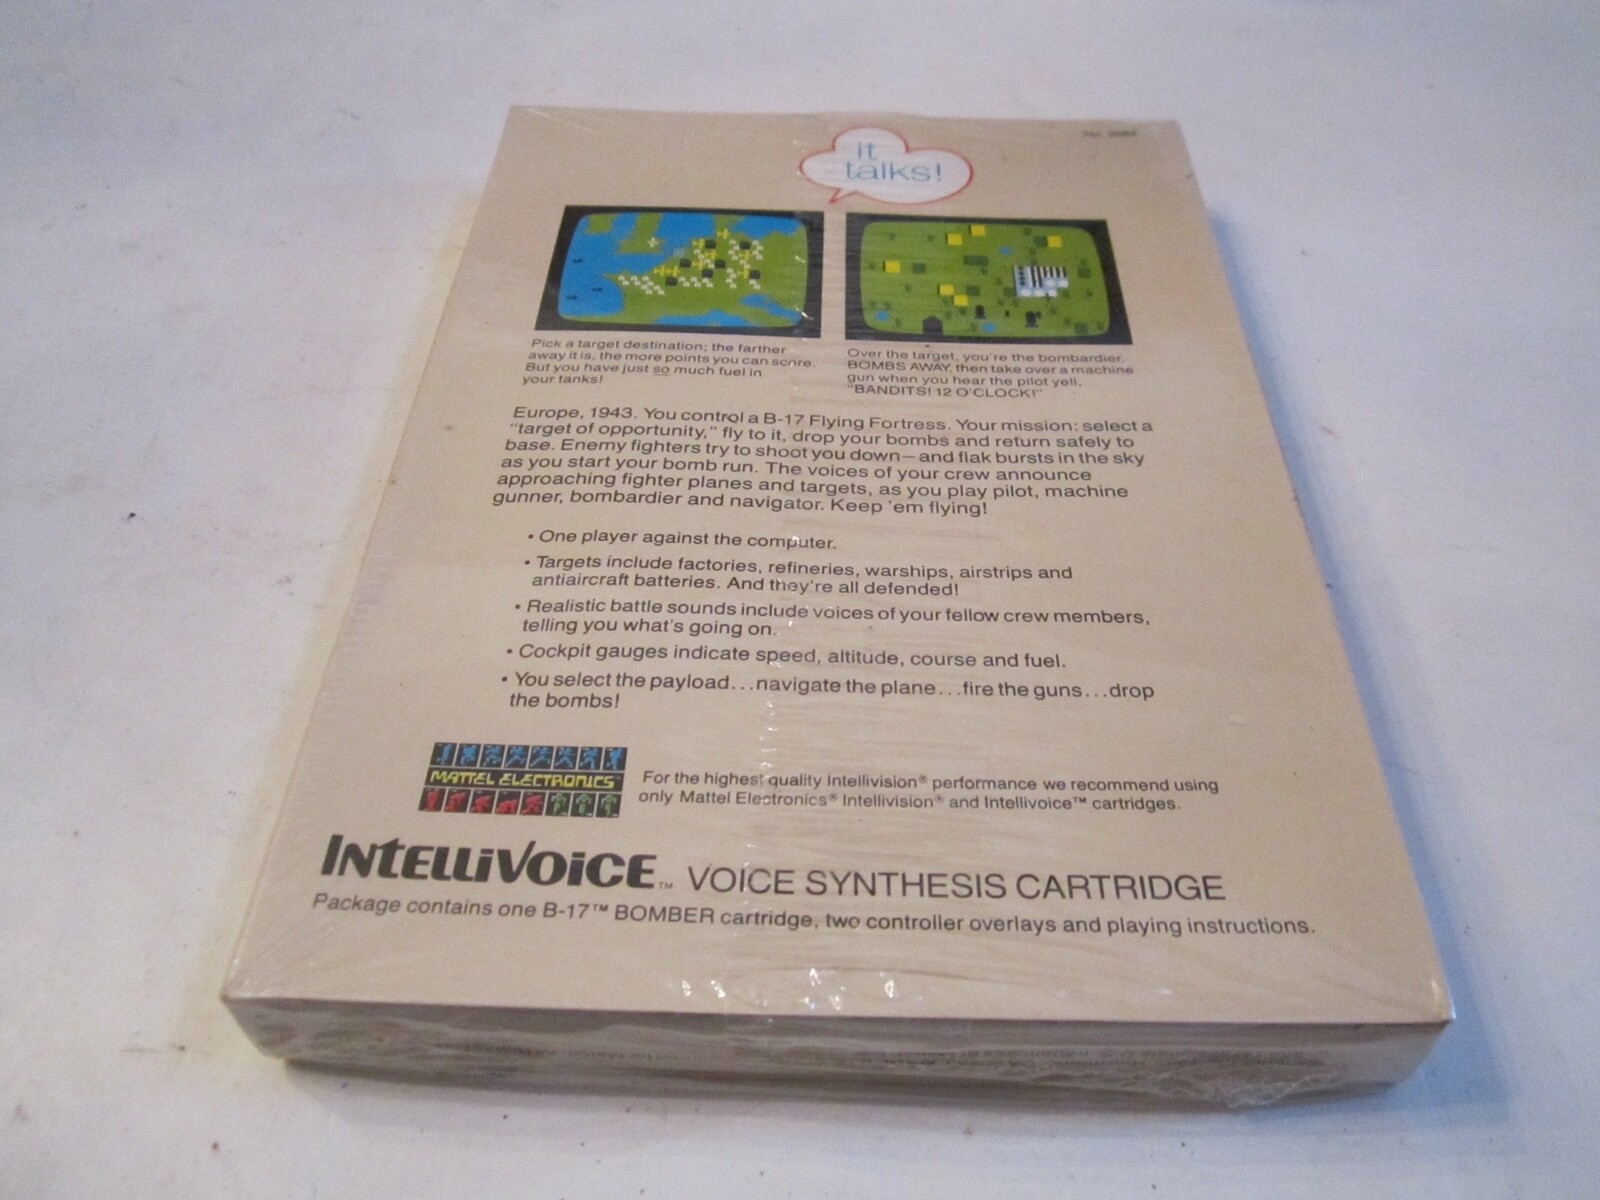 it
talks!
Pick a target destination; the farther
away it is, the more points you can score.
But you have just so much fuel in
your tanks!
Over the target, you're the bombardier.
BOMBS AWAY, then take over a machine
gun when you hear the pilot yell,
"BANDITS! 12 O'CLOCK!"
Europe, 1943. You control a B-17 Flying Fortress. Your mission: select a
"target of opportunity," fly to it, drop your bombs and return safely to
base. Enemy fighters try to shoot you down—and flak bursts in the sky
as you start your bomb run. The voices of your crew announce
approaching fighter planes and targets, as you play pilot, machine
gunner, bombardier and navigator. Keep 'em flying!
• One player against the computer.
• Targets include factories, refineries, warships, airstrips and
antiaircraft batteries. And they're all defended!
• Realistic battle sounds include voices of your fellow crew members,
telling you what's going on.
• Cockpit gauges indicate speed, altitude, course and fuel.
• You select the payload...navigate the plane...fire the guns...drop
the bombs!
MATTEL ELECTRONICS
For the highest quality Intellivision® performance we recommend using
only Mattel Electronics® Intellivision® and Intellivoice™ cartridges.
INTELLIVOICE™ VOICE SYNTHESIS CARTRIDGE
Package contains one B-17™ BOMBER cartridge, two controller overlays and playing instructions.